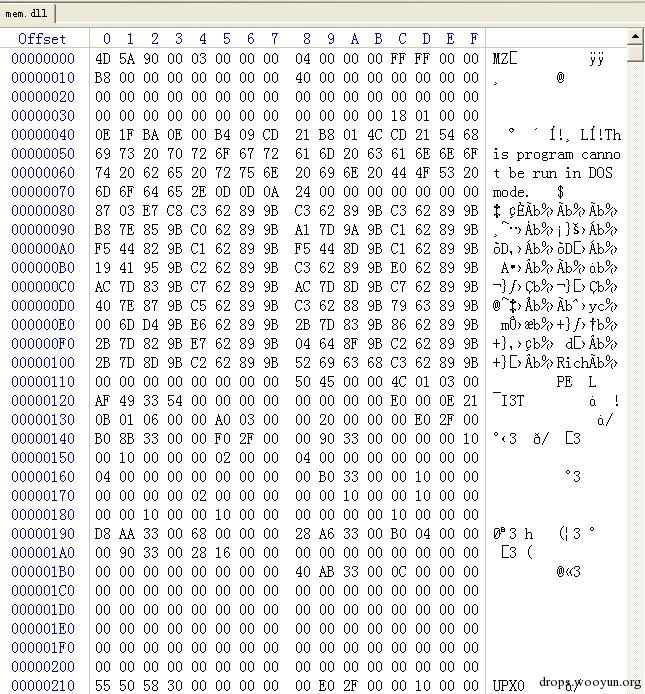 mem.dll
Offset 0 1 2 3 4 5 6 7 8 9 A B C D E F
00000000 4D 5A 90 00 03 00 00 00 04 00 00 00 FF FF 00 00 MZ ÿÿ
00000010 B8 00 00 00 00 00 00 00 40 00 00 00 00 00 00 00 ¸ @
00000020 00 00 00 00 00 00 00 00 00 00 00 00 00 00 00 00
00000030 00 00 00 00 00 00 00 00 00 00 00 00 18 01 00 00
00000040 0E 1F BA 0E 00 B4 09 CD 21 B8 01 4C CD 21 54 68 º ´ Í!¸ LÍ!Th
00000050 69 73 20 70 72 6F 67 72 61 6D 20 63 61 6E 6E 6F is program canno
00000060 74 20 62 65 20 72 75 6E 20 69 6E 20 44 4F 53 20 t be run in DOS
00000070 6D 6F 64 65 2E 0D 0D 0A 24 00 00 00 00 00 00 00 mode. $
00000080 87 03 E7 C8 C3 62 89 9B C3 62 89 9B C3 62 89 9B ‡ çÈÃb‰›Ãb‰›Ãb‰›
00000090 B8 7E 85 9B C0 62 89 9B A1 7D 9A 9B C1 62 89 9B ¸~…›Àb‰›¡}š›Áb‰›
000000A0 F5 44 82 9B C1 62 89 9B F5 44 8D 9B C1 62 89 9B õD‚›Áb‰›õD›Áb‰›
000000B0 19 41 95 9B C2 62 89 9B C3 62 89 9B E0 62 89 9B A•›Âb‰›Ãb‰›àb‰›
000000C0 AC 7D 83 9B C7 62 89 9B AC 7D 8D 9B C7 62 89 9B ¬}ƒ›Çb‰›¬}›Çb‰›
000000D0 40 7E 87 9B C5 62 89 9B C3 62 88 9B 79 63 89 9B @~‡›Åb‰›Ãbˆ›yc‰›
000000E0 00 6D D4 9B E6 62 89 9B 2B 7D 83 9B 86 62 89 9B mÔ›æb‰›+}ƒ›†b‰›
000000F0 2B 7D 82 9B E7 62 89 9B 04 64 8F 9B C2 62 89 9B +}‚›çb‰› d›Âb‰›
00000100 2B 7D 8D 9B C2 62 89 9B 52 69 63 68 C3 62 89 9B +}›Âb‰›RichÃb‰›
00000110 00 00 00 00 00 00 00 00 50 45 00 00 4C 01 03 00 PE L
00000120 AF 49 33 54 00 00 00 00 00 00 00 00 E0 00 0E 21 ¯I3T à !
00000130 0B 01 06 00 00 A0 03 00 00 20 00 00 00 E0 2F 00 à/
00000140 B0 8B 33 00 00 F0 2F 00 00 90 33 00 00 00 00 10 °‹3 ð/ 3
00000150 00 10 00 00 00 02 00 00 04 00 00 00 00 00 00 00
00000160 04 00 00 00 00 00 00 00 00 B0 33 00 00 10 00 00 °3
00000170 00 00 00 00 02 00 00 00 00 00 10 00 00 10 00 00
00000180 00 00 10 00 00 10 00 00 00 00 00 00 10 00 00 00
00000190 D8 AA 33 00 68 00 00 00 28 A6 33 00 B0 04 00 00 Øª3 h (¦3 °
000001A0 00 90 33 00 28 16 00 00 00 00 00 00 00 00 00 00 3 (
000001B0 00 00 00 00 00 00 00 00 40 AB 33 00 0C 00 00 00 @«3
000001C0 00 00 00 00 00 00 00 00 00 00 00 00 00 00 00 00
000001D0 00 00 00 00 00 00 00 00 00 00 00 00 00 00 00 00
000001E0 00 00 00 00 00 00 00 00 00 00 00 00 00 00 00 00
000001F0 00 00 00 00 00 00 00 00 00 00 00 00 00 00 00 00
00000200 00 00 00 00 00 00 00 00 00 00 00 00 00 00 00 00
00000210 55 50 58 30 00 00 00 00 00 E0 2F 00 00 10 00 00 UPX0 à/
drops.wooyun.org